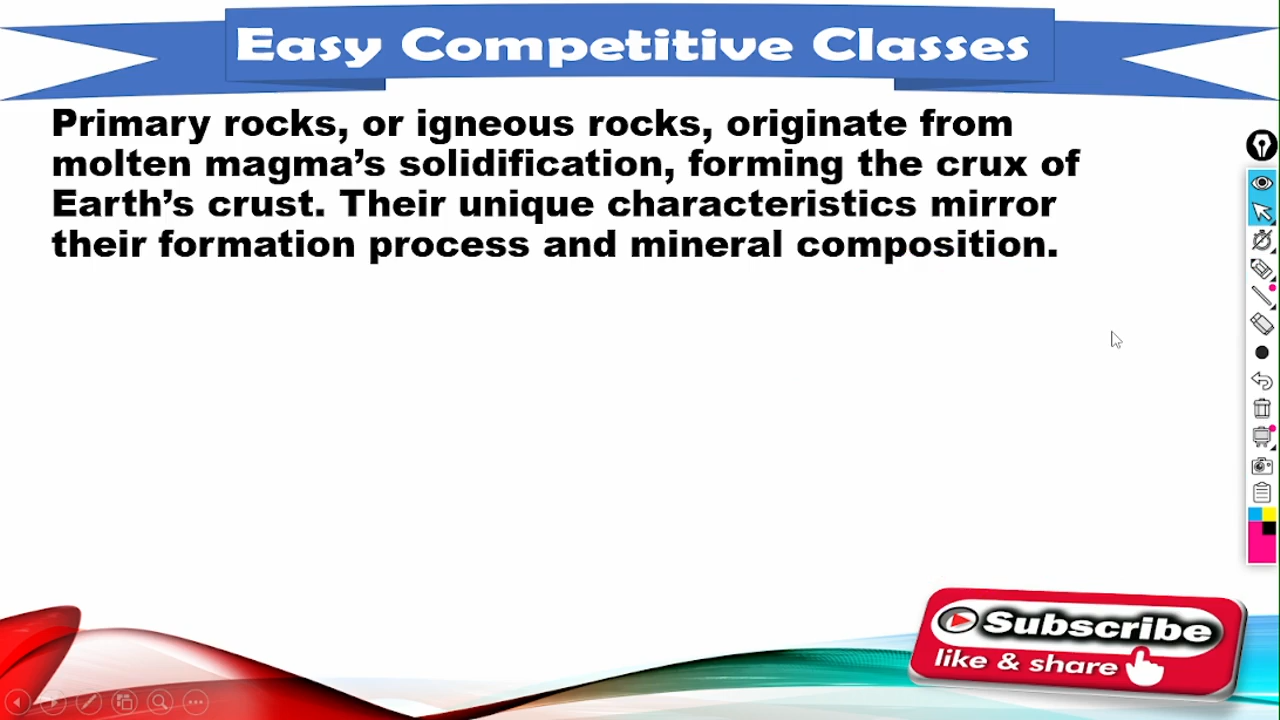 Easy Competitive Classes
Primary rocks, or igneous rocks, originate from
molten magma’s solidification, forming the crux of
Earth’s crust. Their unique characteristics mirror
their formation process and mineral composition.
Subscribe
like & share